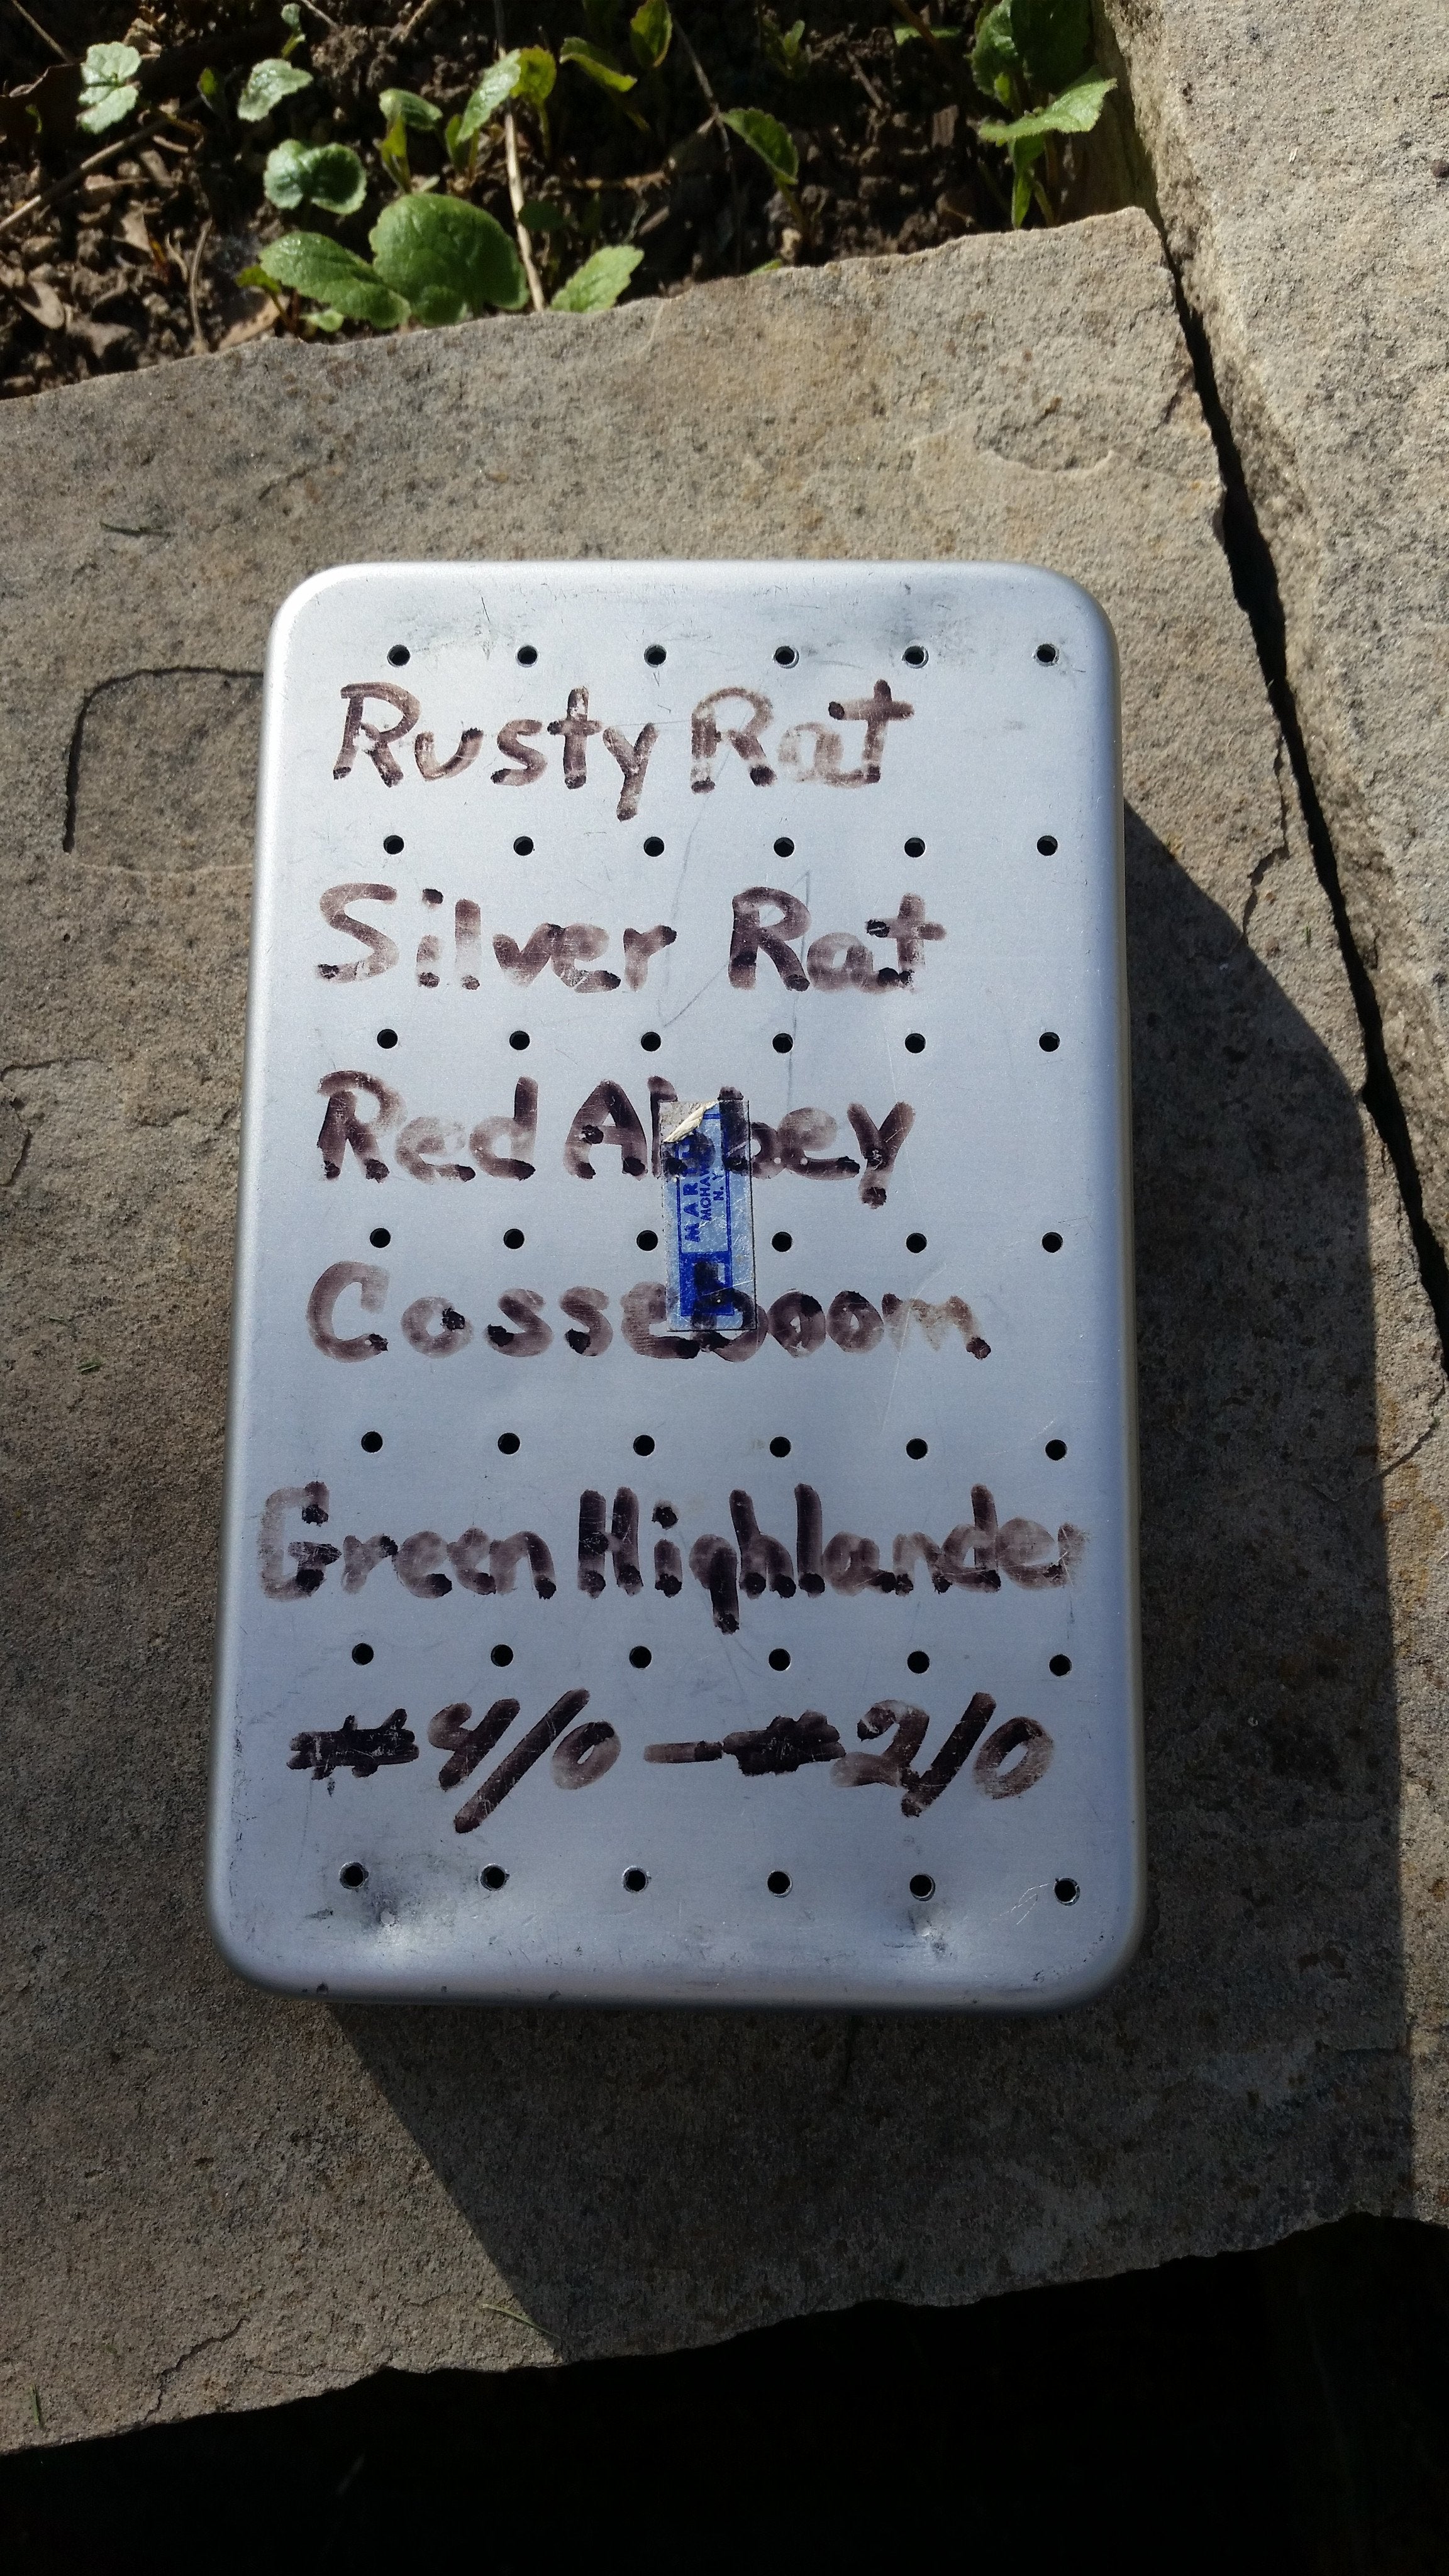 Rusty Rat
Silver Rat
Red Abbey
Cosseboom
Green Highlander
#4/0 - #2/0
N.Y.